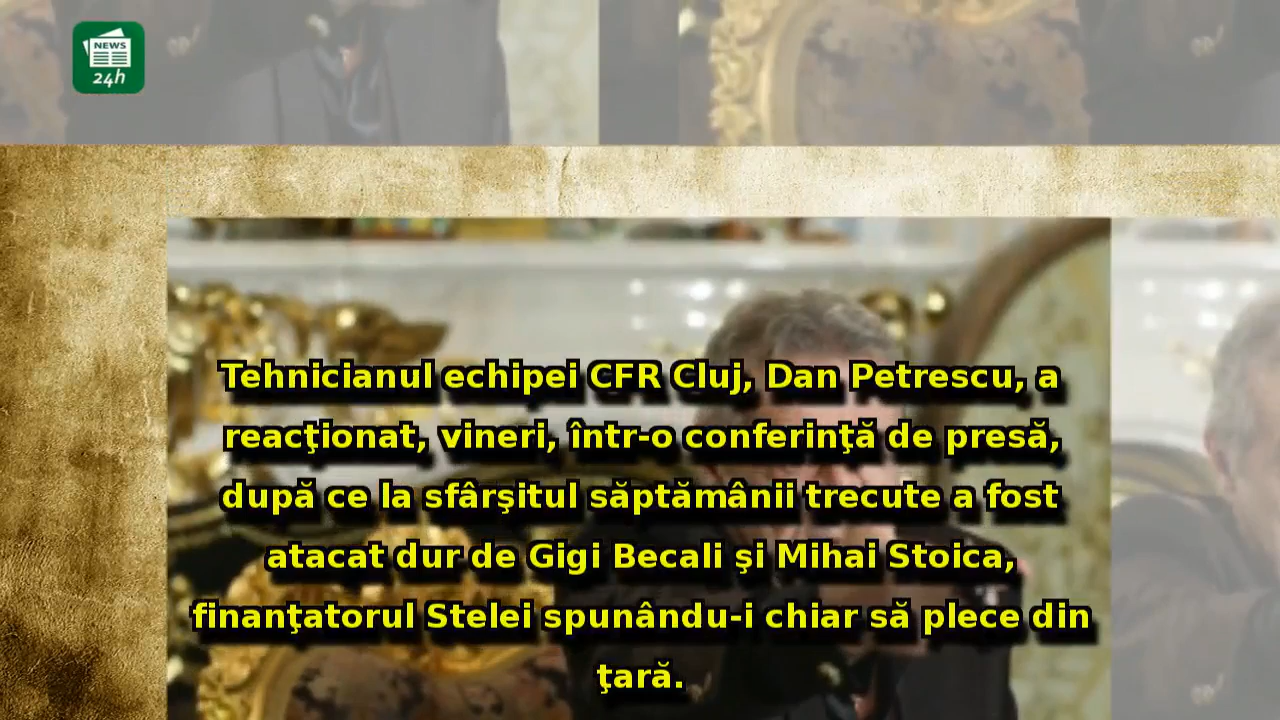 NEWS
24h
Tehnicianul echipei CFR Cluj, Dan Petrescu, a
reacţionat, vineri, într-o conferinţă de presă,
după ce la sfârşitul săptămânii trecute a fost
atacat dur de Gigi Becali şi Mihai Stoica,
finanţatorul Stelei spunându-i chiar să plece din
ţară.